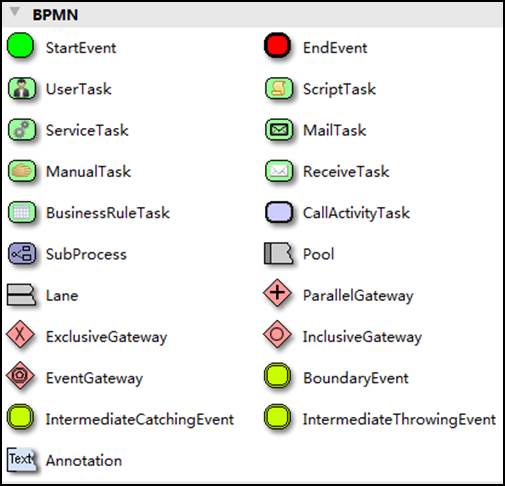 BPMN
StartEvent EndEvent
UserTask ScriptTask
ServiceTask MailTask
ManualTask ReceiveTask
BusinessRuleTask CallActivityTask
SubProcess Pool
Lane ParallelGateway
X ExclusiveGateway InclusiveGateway
EventGateway BoundaryEvent
IntermediateCatchingEvent IntermediateThrowingEvent
Text Annotation